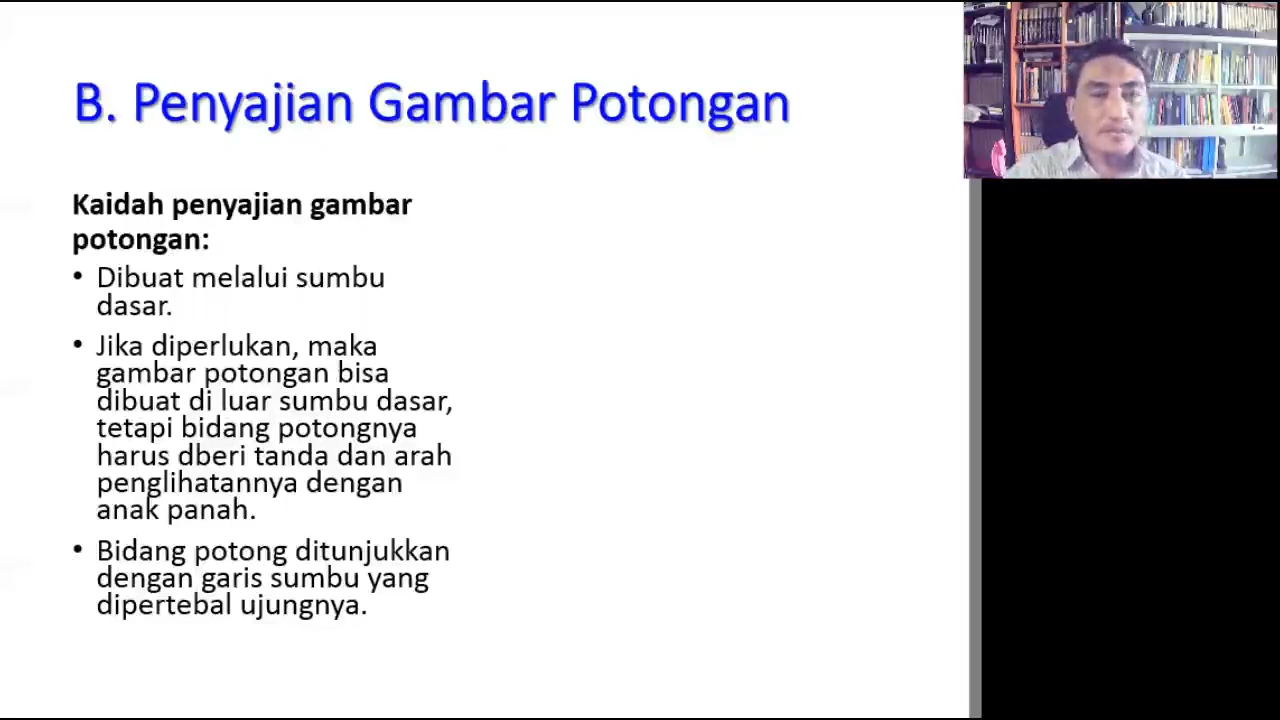 B. Penyajian Gambar Potongan
Kaidah penyajian gambar
potongan:
• Dibuat melalui sumbu
dasar.
• Jika diperlukan, maka
gambar potongan bisa
dibuat di luar sumbu dasar,
tetapi bidang potongnya
harus dberi tanda dan arah
penglihatannya dengan
anak panah.
• Bidang potong ditunjukkan
dengan garis sumbu yang
dipertebal ujungnya.